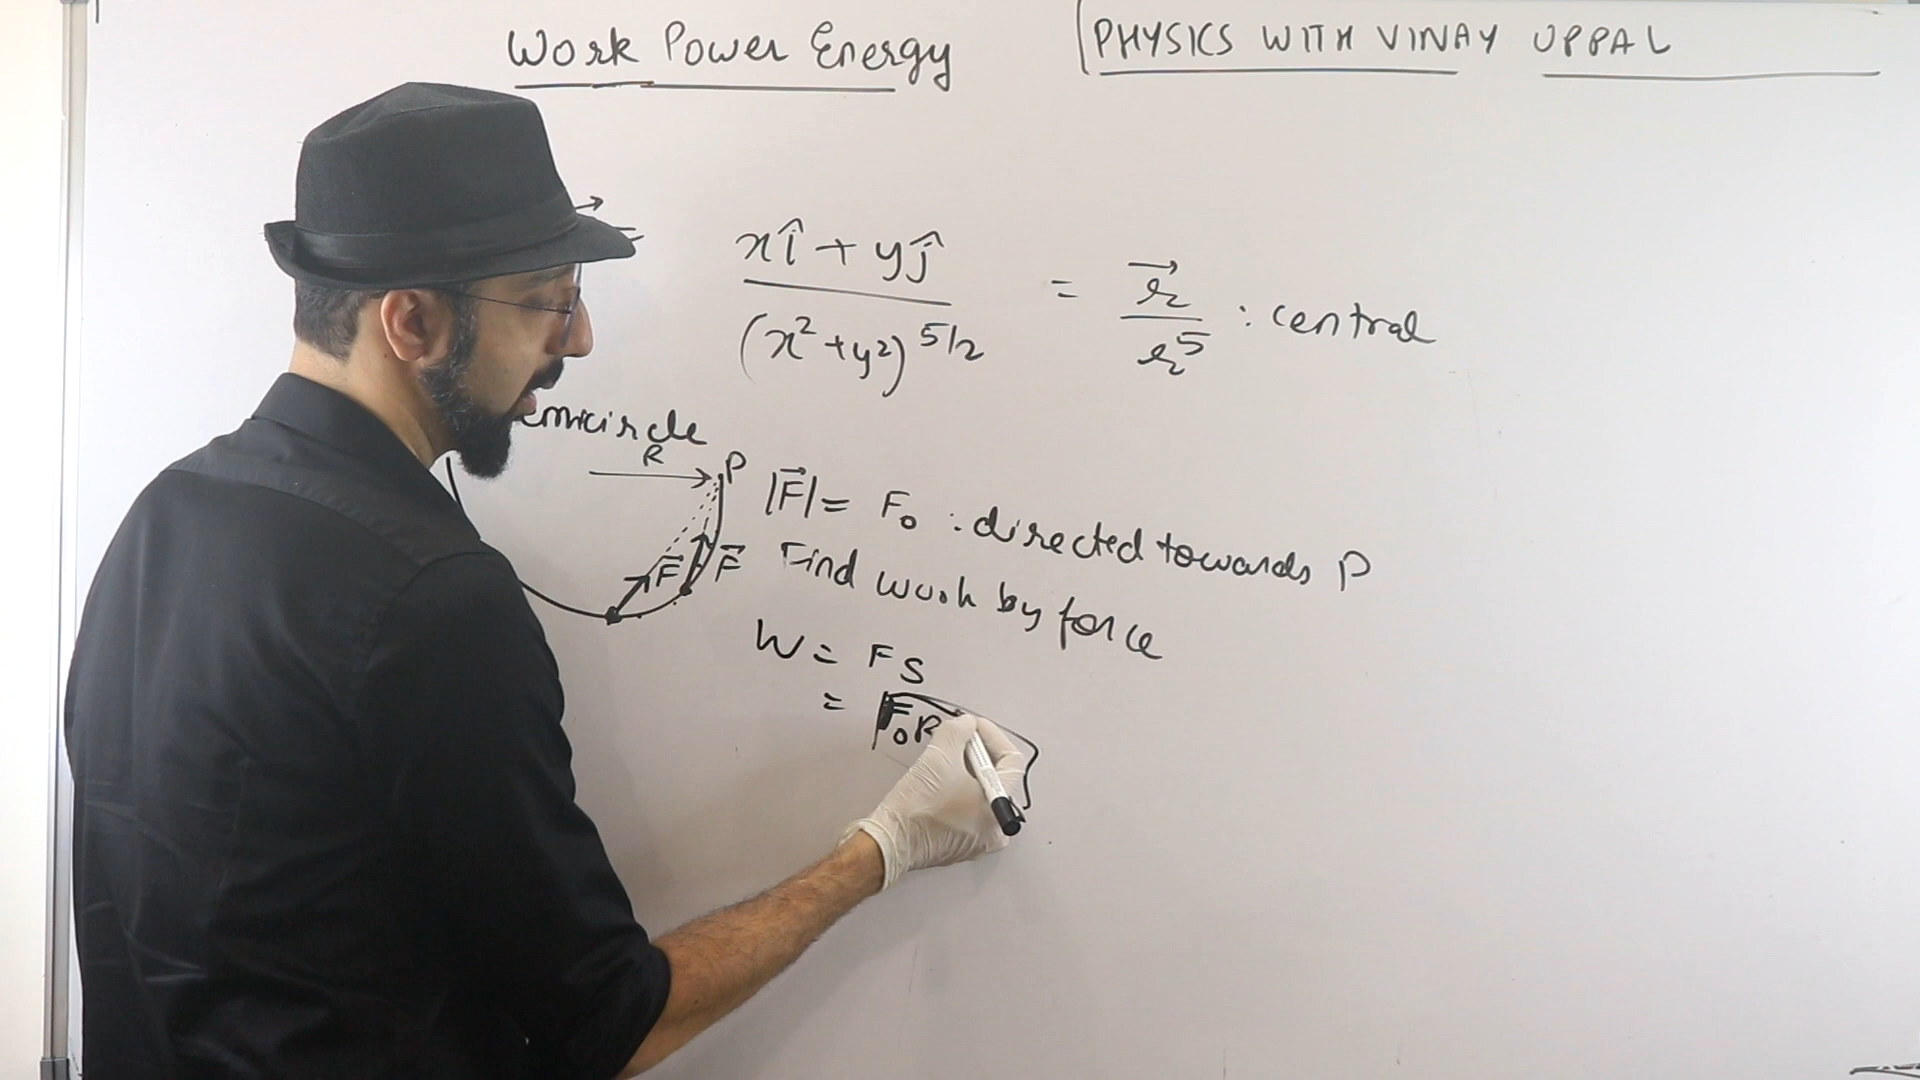 Work Power Energy
PHYSICS WITH VINAY UPPAL
xî + yĵ
(x² + y²)^5/2
= r⃗ / r⁵ : central
emicircle
R
P
|F⃗| = F₀ : directed towards P
F⃗
F⃗
Find work by force
W = FS
= F₀R